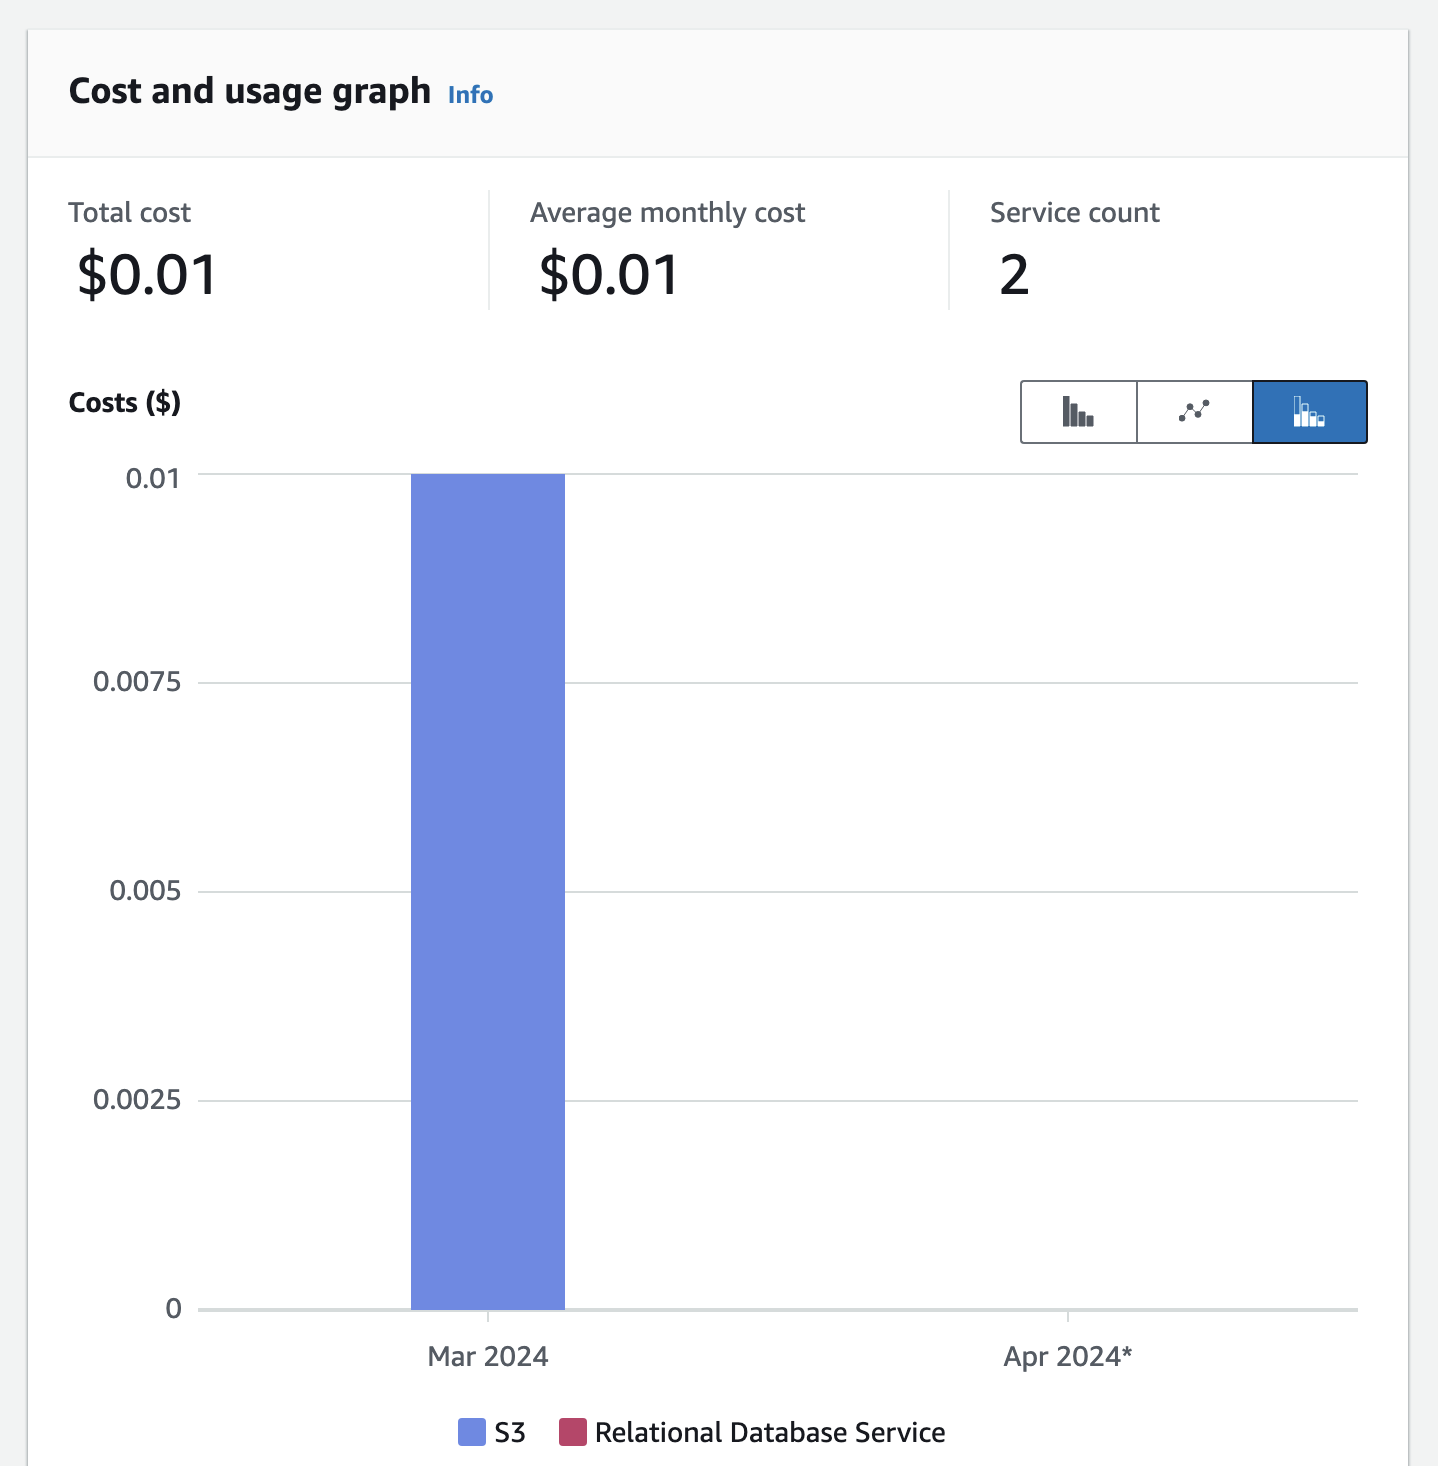 Cost and usage graph Info
Total cost Average monthly cost Service count
$0.01 $0.01 2
Costs ($)
0.01
0.0075
0.005
0.0025
0
Mar 2024 Apr 2024*
S3 Relational Database Service